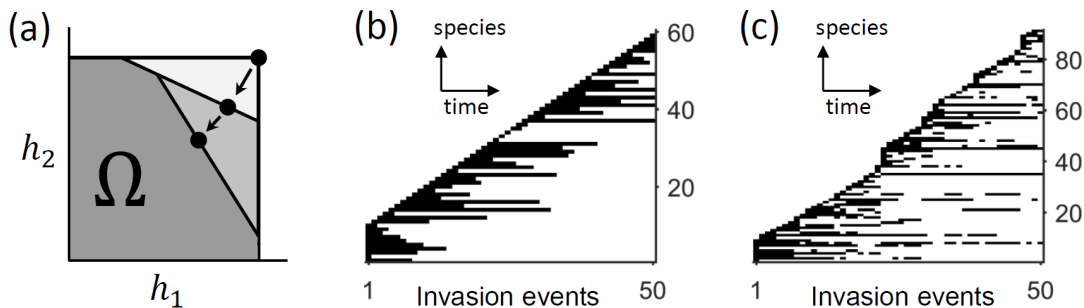 (a)
h₂
Ω
h₁
(b)
species
time
60
40
20
1 Invasion events 50
(c)
species
time
80
60
40
20
1 Invasion events 50